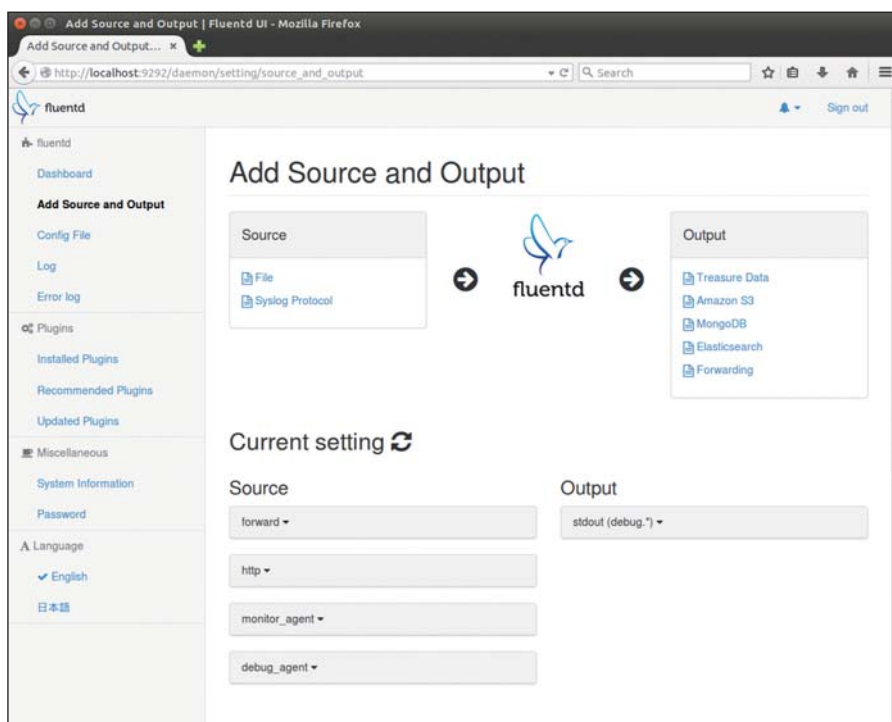 Add Source and Output | Fluentd UI - Mozilla Firefox
Add Source and Output... ×
http://localhost:9292/daemon/setting/source_and_output
Search
fluentd
Sign out
fluentd
Dashboard
Add Source and Output
Config File
Log
Error log
Plugins
Installed Plugins
Recommended Plugins
Updated Plugins
Miscellaneous
System Information
Password
A Language
English
日本語
Add Source and Output
Source
File
Syslog Protocol
fluentd
Output
Treasure Data
Amazon S3
MongoDB
Elasticsearch
Forwarding
Current setting
Source
forward
http
monitor_agent
debug_agent
Output
stdout (debug.*)